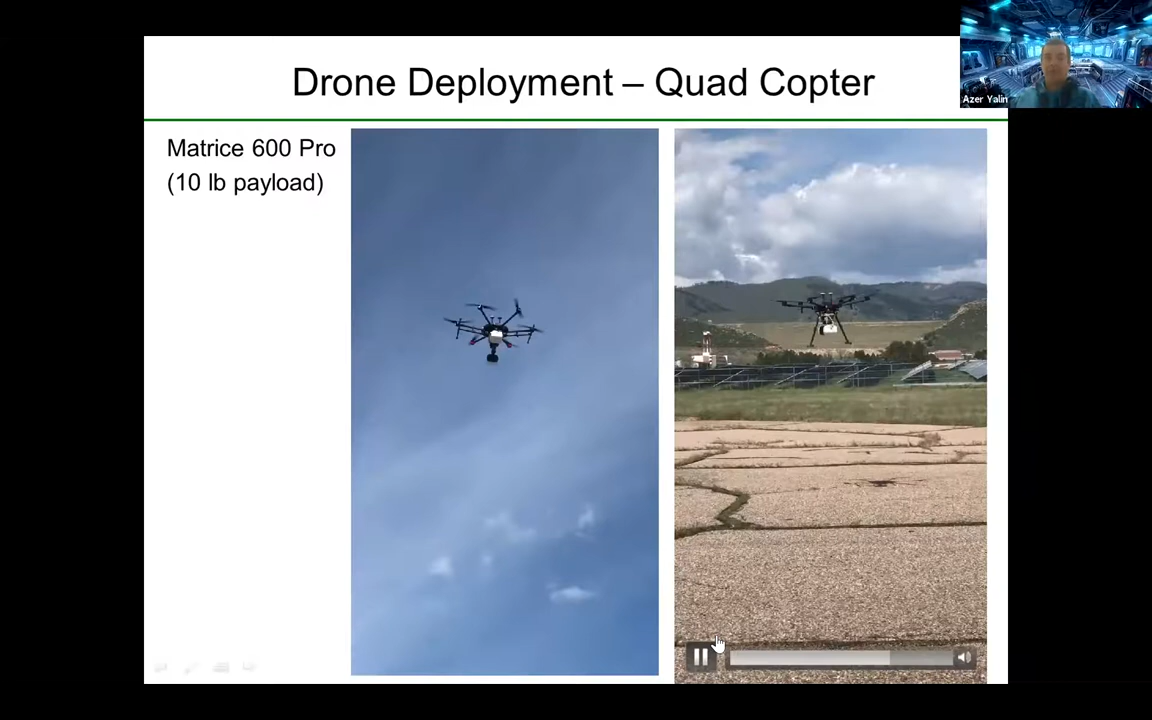 Drone Deployment – Quad Copter
Azer Yalin
Matrice 600 Pro
(10 lb payload)